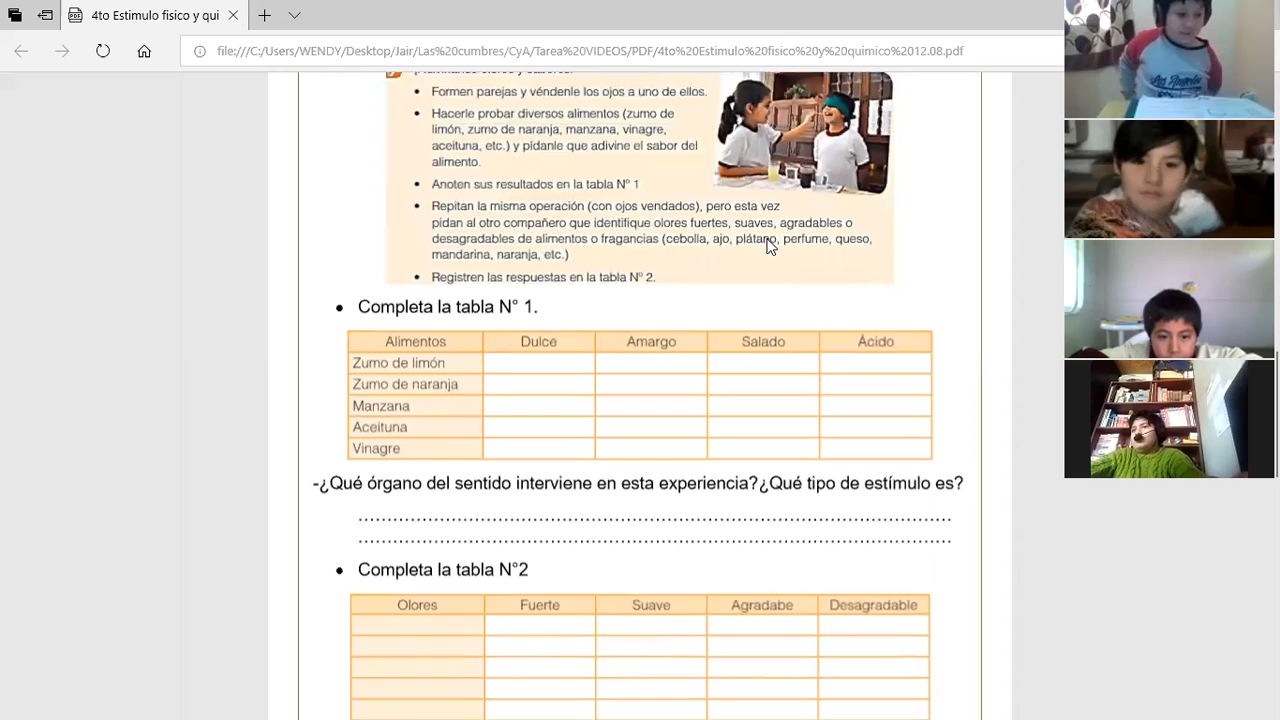 4to Estimulo fisico y qui
file:///C:/Users/WENDY/Desktop/Jair/Las%20cumbres/CyA/Tarea%20VIDEOS/PDF/4to%20Estimulo%20fisico%20y%20quimico%2012.08.pdf
• Formen parejas y véndenle los ojos a uno de ellos.
• Hacerle probar diversos alimentos (zumo de
limón, zumo de naranja, manzana, vinagre,
aceituna, etc.) y pídanle que adivine el sabor del
alimento.
• Anoten sus resultados en la tabla N° 1
• Repitan la misma operación (con ojos vendados), pero esta vez
pidan al otro compañero que identifique olores fuertes, suaves, agradables o
desagradables de alimentos o fragancias (cebolla, ajo, plátano, perfume, queso,
mandarina, naranja, etc.)
• Registren las respuestas en la tabla N° 2.
• Completa la tabla N° 1.
Alimentos Dulce Amargo Salado Ácido
Zumo de limón
Zumo de naranja
Manzana
Aceituna
Vinagre
-¿Qué órgano del sentido interviene en esta experiencia?¿Qué tipo de estímulo es?
• Completa la tabla N°2
Olores Fuerte Suave Agradabe Desagradable